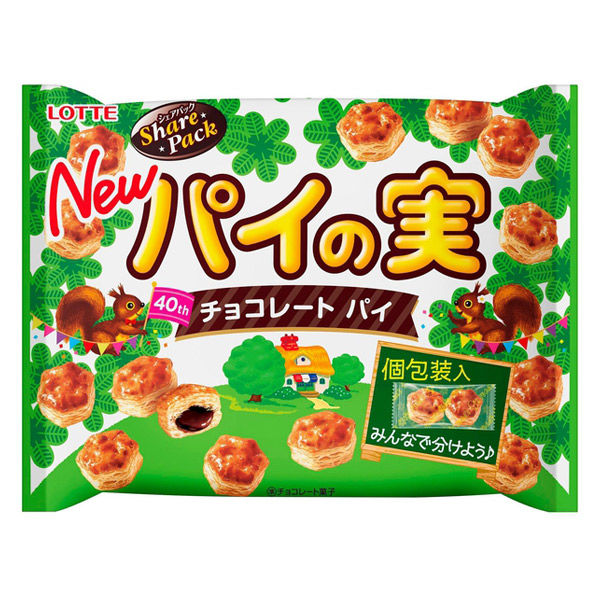 LOTTE
シェアパック
Share
Pack
New
パイの実
40th
チョコレート パイ
個包装入
みんなで分けよう♪
㊡チョコレート菓子